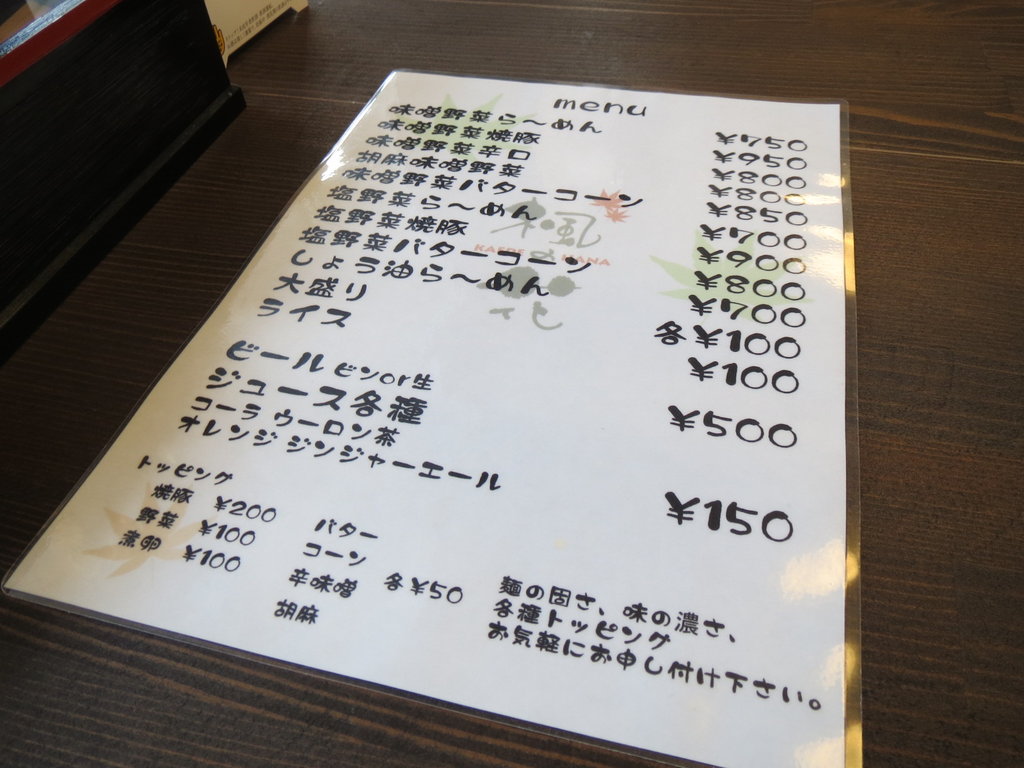 menu
味噌野菜ら〜めん ¥750
味噌野菜焼豚 ¥950
味噌野菜辛口 ¥800
胡麻味噌野菜 ¥800
味噌野菜バターコーン ¥850
塩野菜ら〜めん ¥700
塩野菜焼豚 ¥900
塩野菜バターコーン ¥800
しょう油ら〜めん ¥700
大盛り 各¥100
ライス ¥100
ビール ビンor生 ¥500
ジュース各種 ¥150
コーラ ウーロン茶
オレンジ ジンジャーエール
トッピング
焼豚 ¥200
野菜 ¥100
煮卵 ¥100
バター
コーン
辛味噌 各¥50
胡麻
麺の固さ、味の濃さ、
各種トッピング
お気軽にお申し付け下さい。